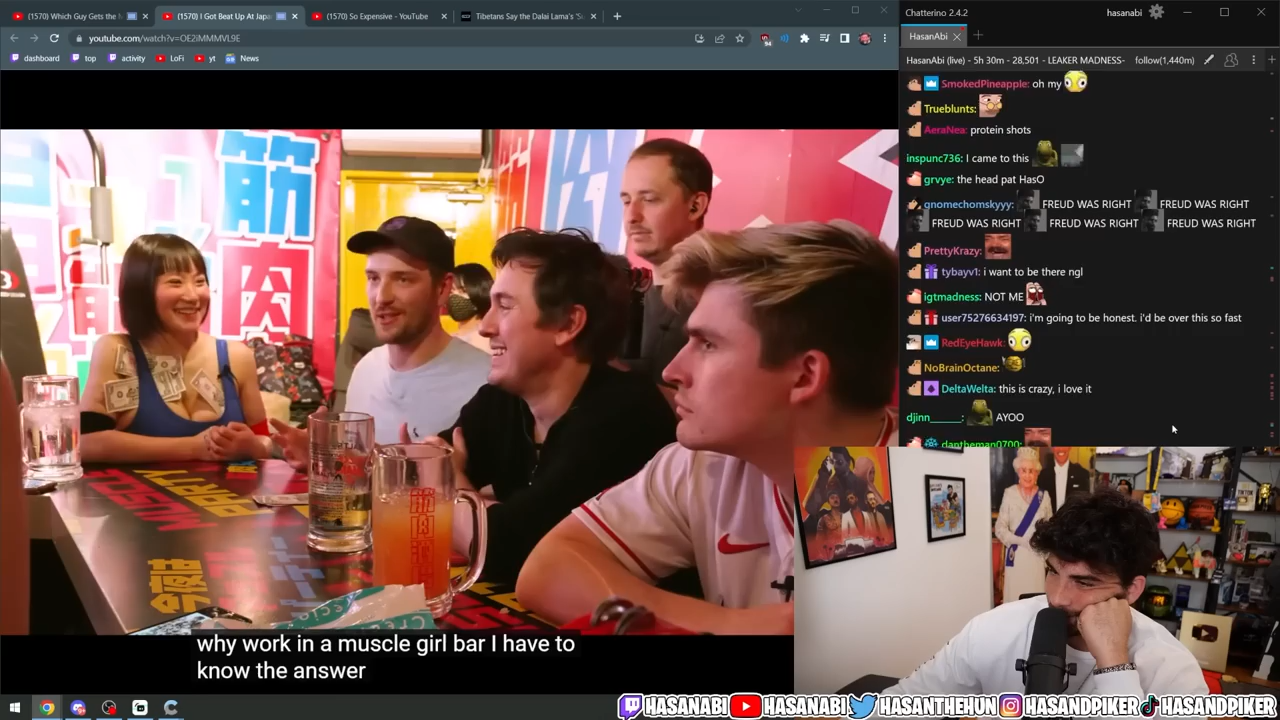 (1570) Which Guy Gets the M
(1570) I Got Beat Up At Japa
(1570) So Expensive - YouTube
Tibetans Say the Dalai Lama's 'Su
youtube.com/watch?v=OE2iMMMVL9E
dashboard
top
activity
LoFi
yt
News
Chatterino 2.4.2
hasanabi
HasanAbi
HasanAbi (live) - 5h 30m - 28,501 - LEAKER MADNESS-
follow(1,440m)
SmokedPineapple: oh my
Trueblunts:
AeraNea: protein shots
inspunc736: I came to this
grvye: the head pat HasO
gnomechomskyyy: FREUD WAS RIGHT FREUD WAS RIGHT
FREUD WAS RIGHT FREUD WAS RIGHT FREUD WAS RIGHT
PrettyKrazy:
tybayv1: i want to be there ngl
igtmadness: NOT ME
user75276634197: i'm going to be honest. i'd be over this so fast
RedEyeHawk:
NoBrainOctane:
DeltaWelta: this is crazy, i love it
djinn______: AYOO
dantheman0700:
筋
肉
MUSCLE
PARTY
why work in a muscle girl bar I have to
know the answer
HASANABI
HASANABI
HASANTHEHUN
HASANDPIKER
HASANDPIKER